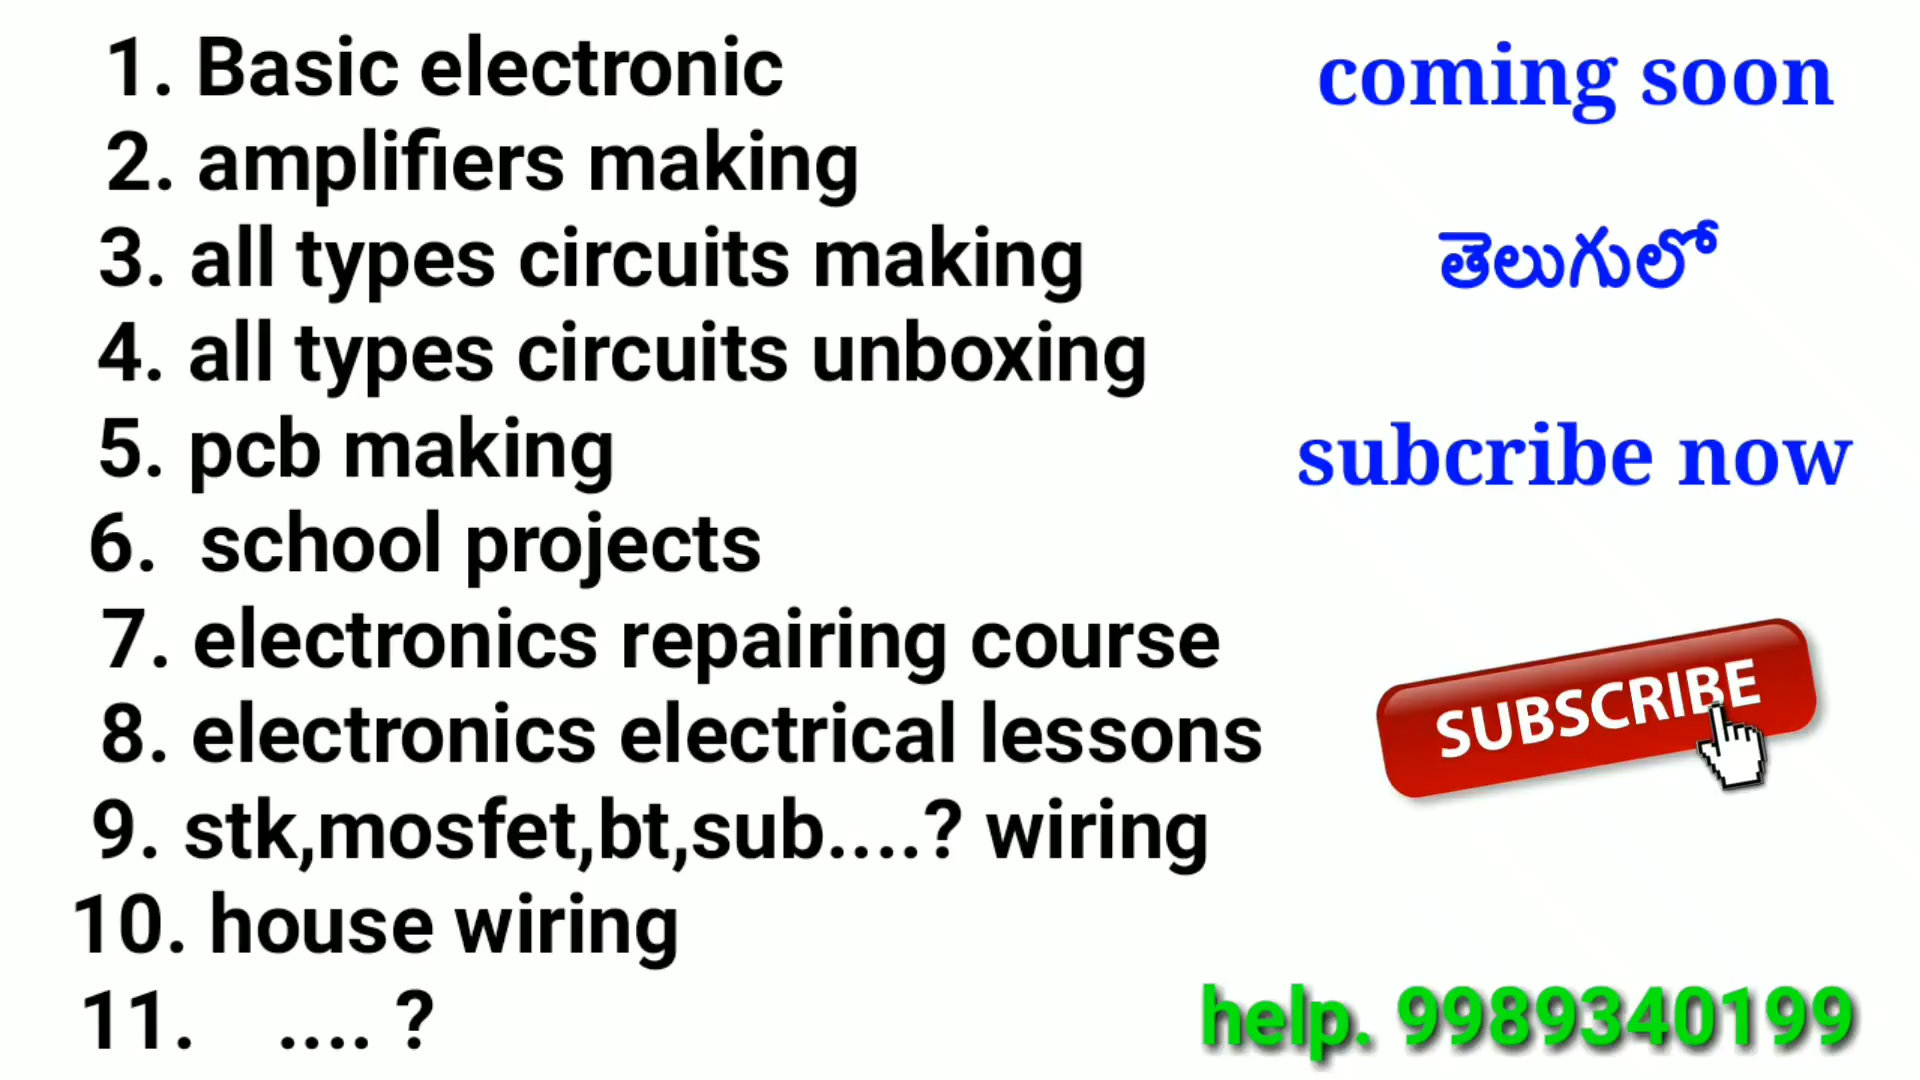 1. Basic electronic
2. amplifiers making
3. all types circuits making
4. all types circuits unboxing
5. pcb making
6. school projects
7. electronics repairing course
8. electronics electrical lessons
9. stk,mosfet,bt,sub....? wiring
10. house wiring
11. .... ?
coming soon
తెలుగులో
subcribe now
SUBSCRIBE
help. 9989340199